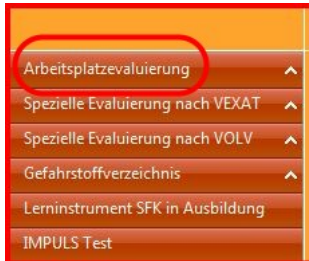 Arbeitsplatzevaluierung
Spezielle Evaluierung nach VEXAT
Spezielle Evaluierung nach VOLV
Gefahrstoffverzeichnis
Lerninstrument SFK in Ausbildung
IMPULS Test